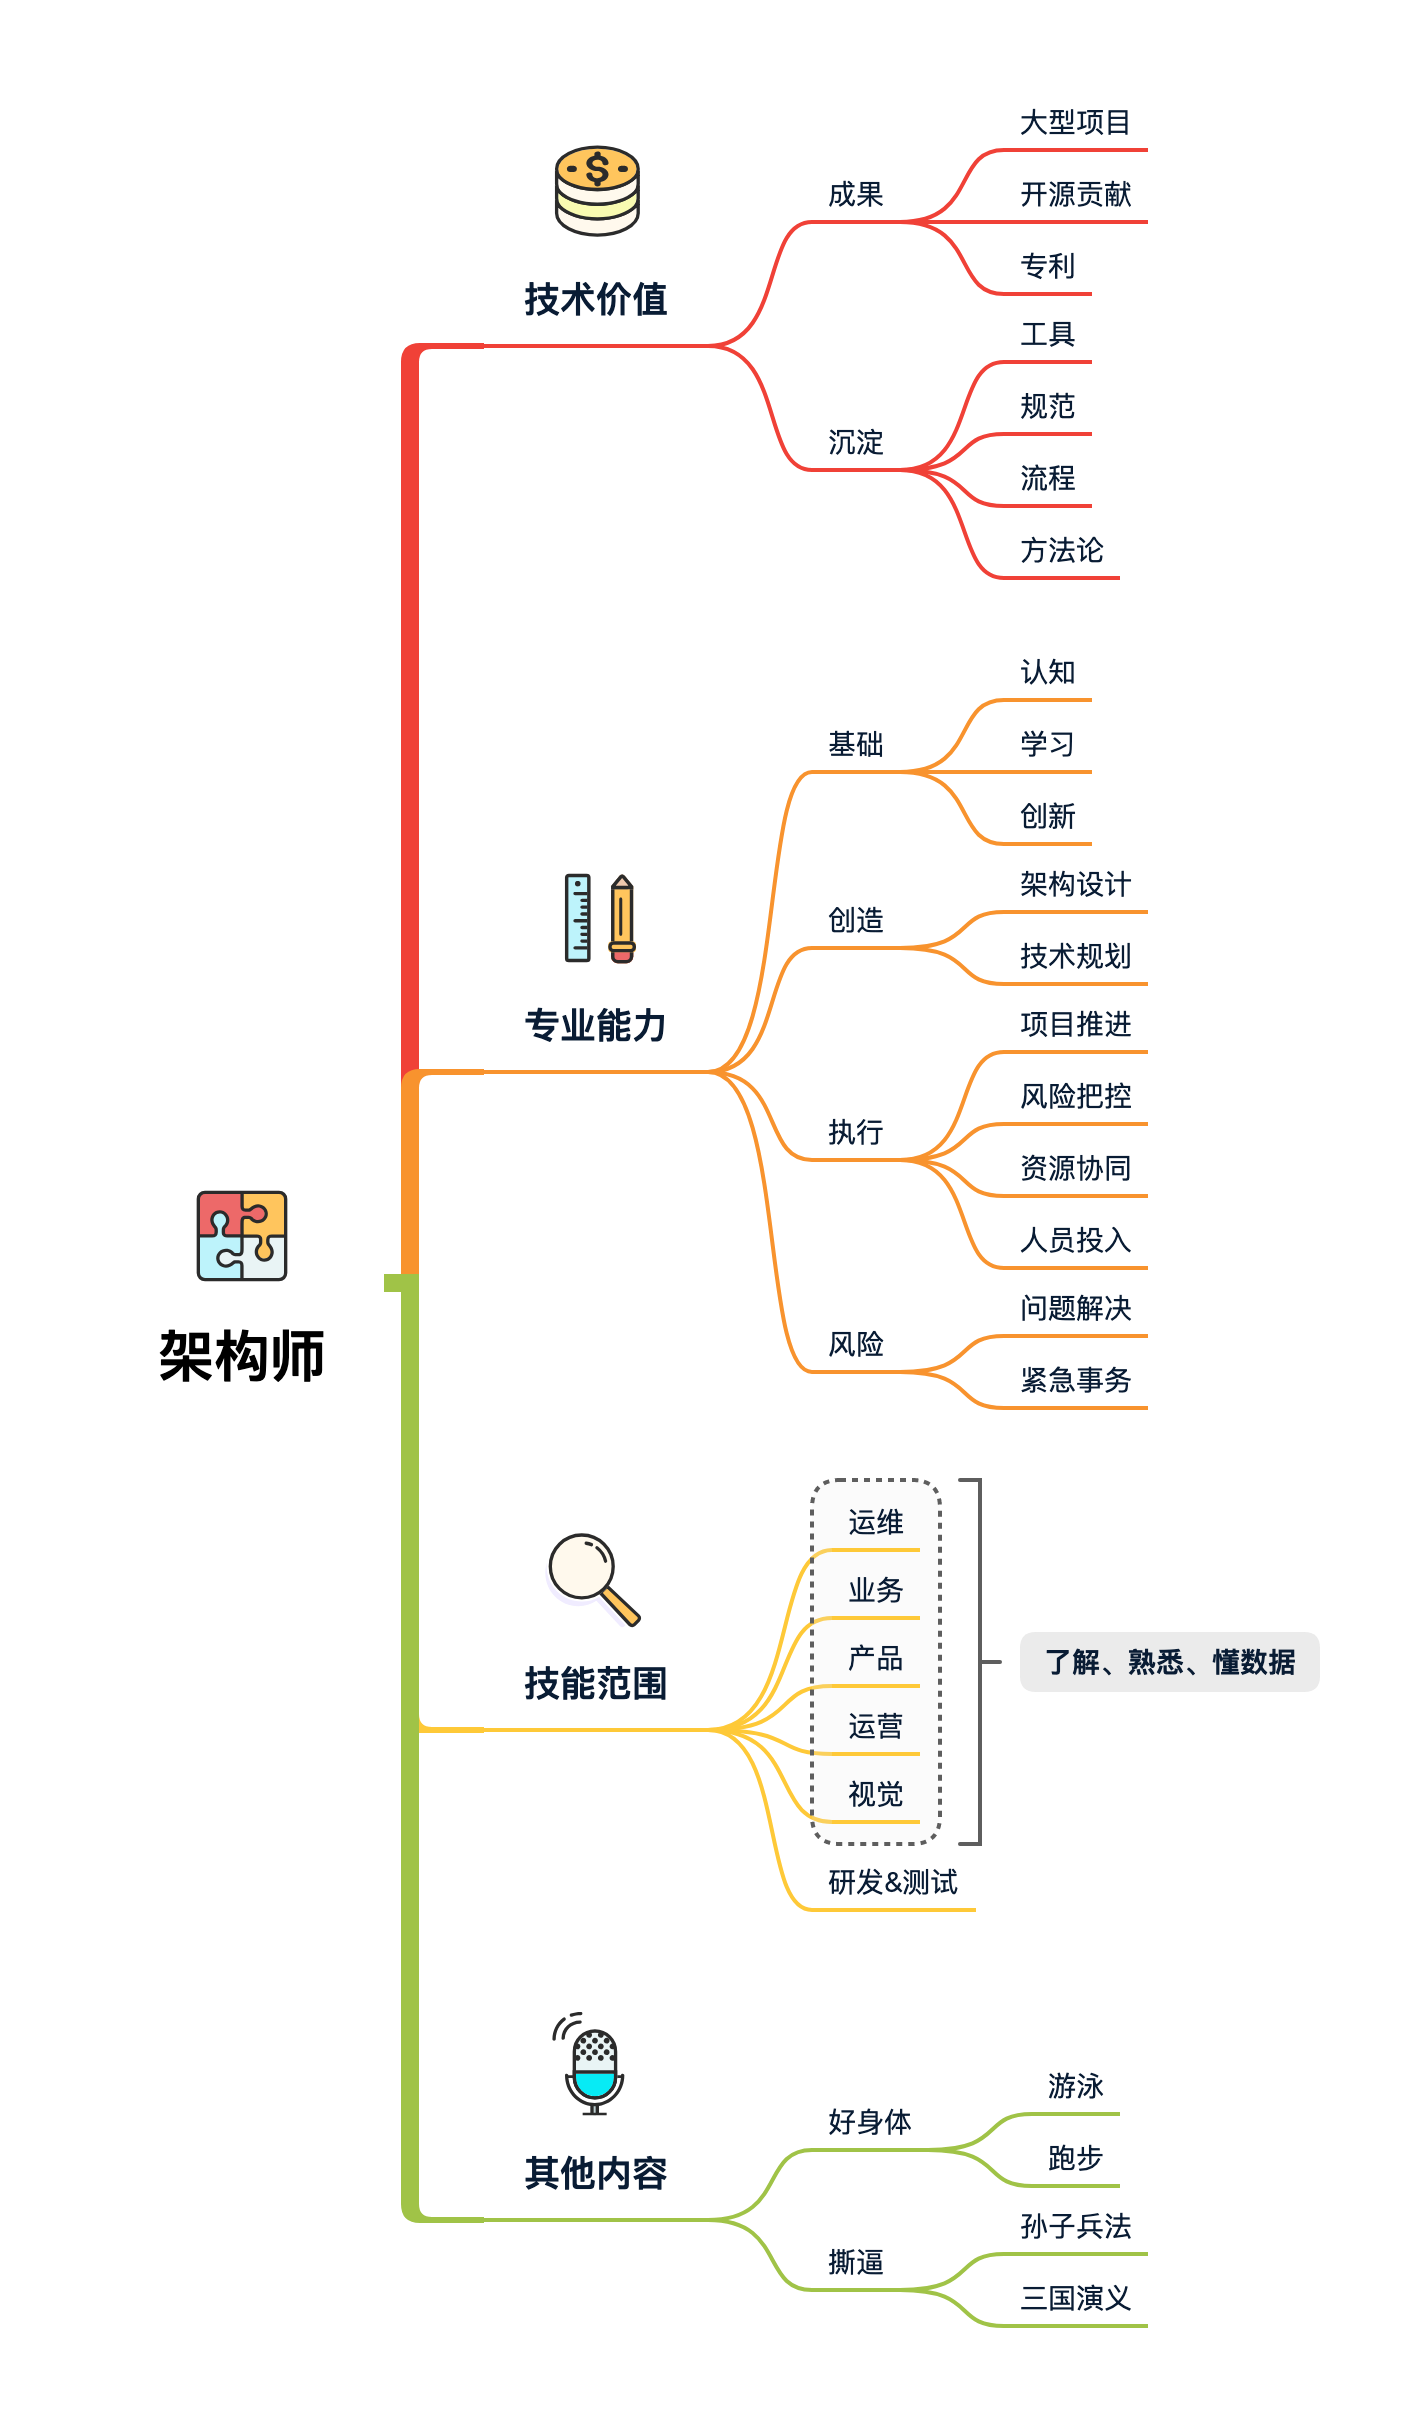 架构师
技术价值
成果
大型项目
开源贡献
专利
沉淀
工具
规范
流程
方法论
专业能力
基础
认知
学习
创新
创造
架构设计
技术规划
执行
项目推进
风险把控
资源协同
人员投入
风险
问题解决
紧急事务
技能范围
运维
业务
产品
运营
视觉
了解、熟悉、懂数据
研发&测试
其他内容
好身体
游泳
跑步
撕逼
孙子兵法
三国演义